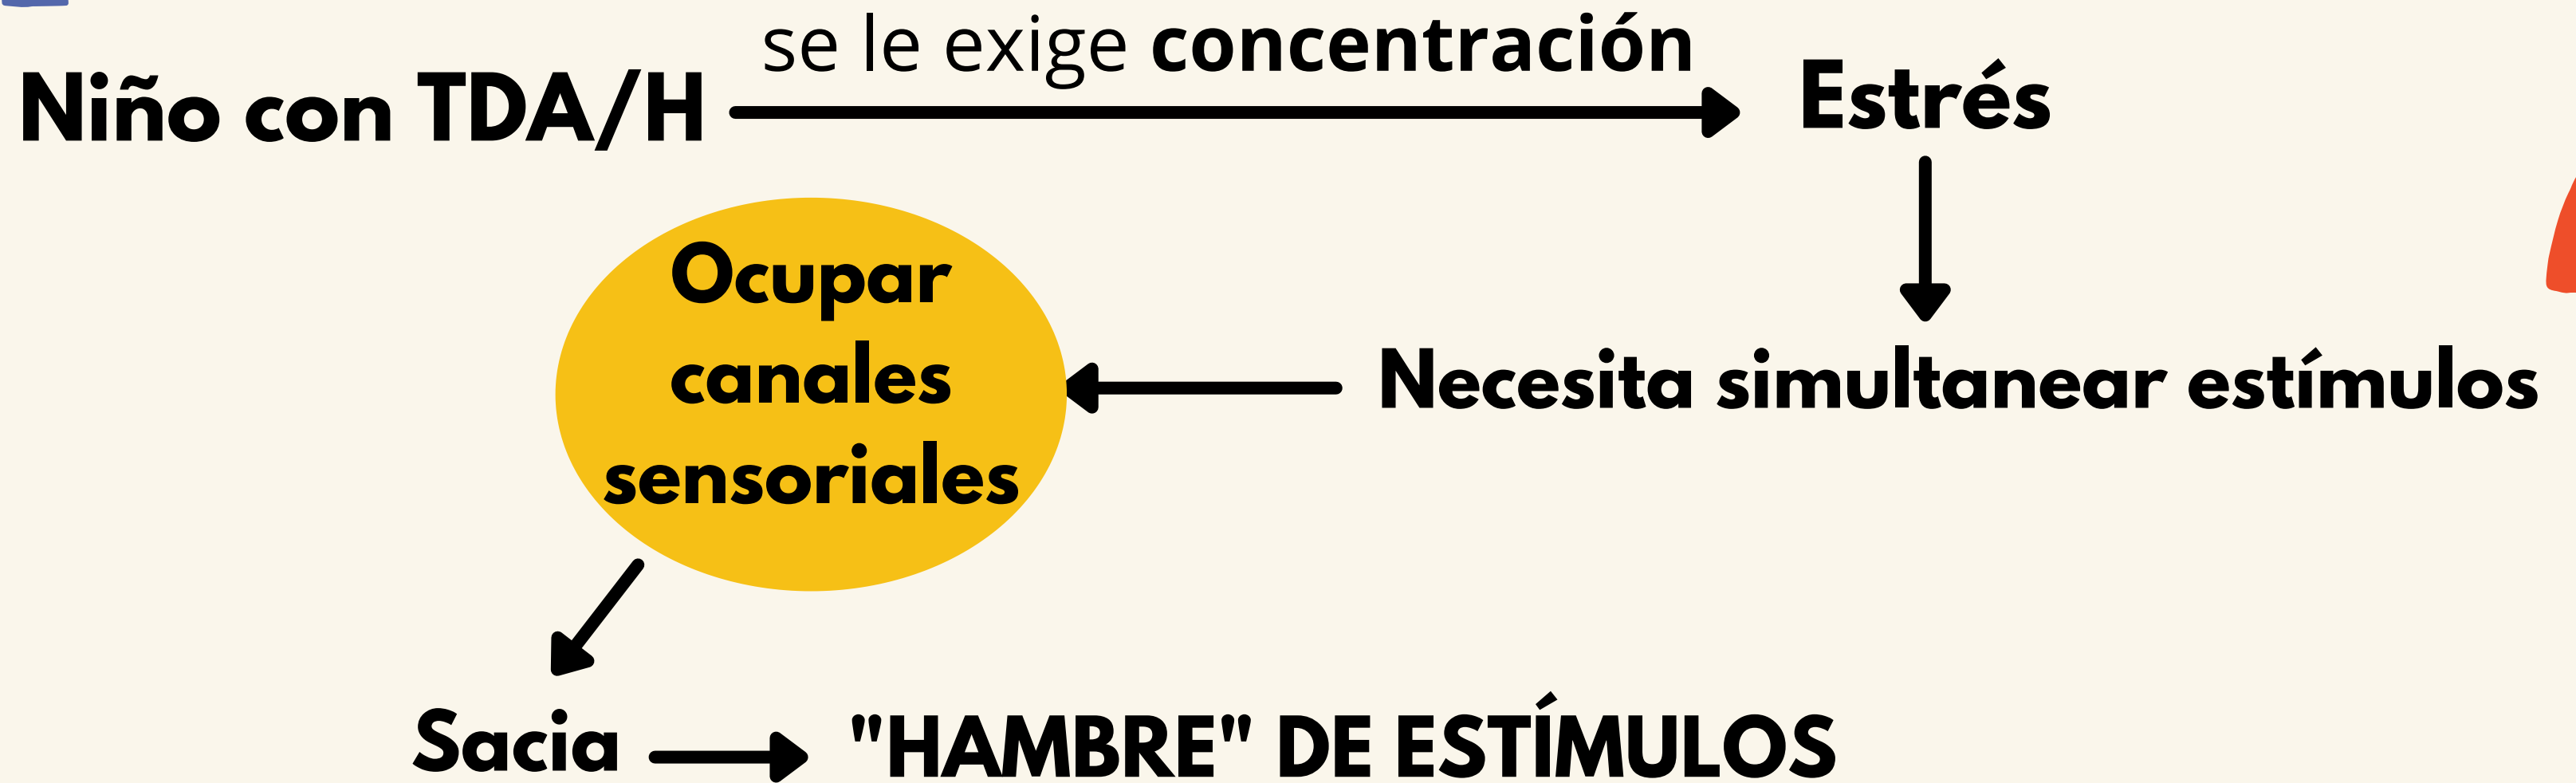 se le exige concentración
Niño con TDA/H
Estrés
Necesita simultanear estímulos
Ocupar
canales
sensoriales
Sacia
"HAMBRE" DE ESTÍMULOS